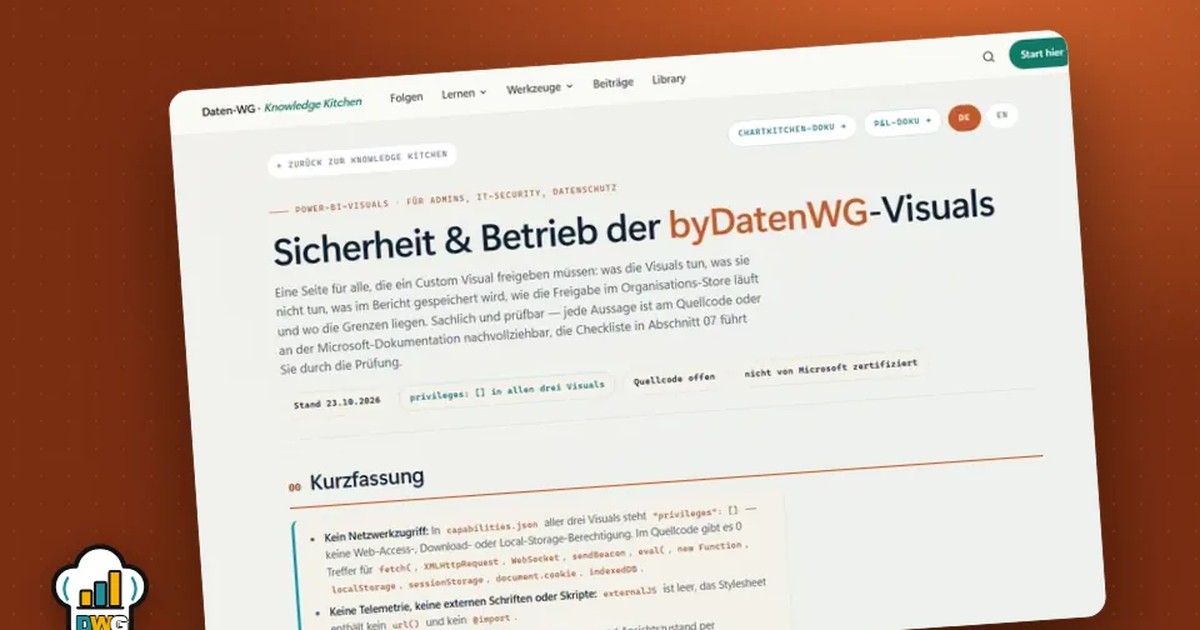 Daten-WG · Knowledge Kitchen Folgen Lernen Werkzeuge Beiträge Library Start hier
CHARTKITCHEN-DOKU → P&L-DOKU → DE EN
← ZURÜCK ZUR KNOWLEDGE KITCHEN
POWER-BI-VISUALS · FÜR ADMINS, IT-SECURITY, DATENSCHUTZ
Sicherheit & Betrieb der byDatenWG-Visuals
Eine Seite für alle, die ein Custom Visual freigeben müssen: was die Visuals tun, was sie
nicht tun, was im Bericht gespeichert wird, wie die Freigabe im Organisations-Store läuft
und wo die Grenzen liegen. Sachlich und prüfbar — jede Aussage ist am Quellcode oder
an der Microsoft-Dokumentation nachvollziehbar, die Checkliste in Abschnitt 07 führt
Sie durch die Prüfung.
Stand 23.10.2026 privileges: [] in allen drei Visuals Quellcode offen nicht von Microsoft zertifiziert
00 Kurzfassung
• Kein Netzwerkzugriff: In capabilities.json aller drei Visuals steht "privileges": [] —
keine Web-Access-, Download- oder Local-Storage-Berechtigung. Im Quellcode gibt es 0
Treffer für fetch(, XMLHttpRequest, WebSocket, sendBeacon, eval(, new Function,
localStorage, sessionStorage, document.cookie, indexedDB.
• Keine Telemetrie, keine externen Schriften oder Skripte: externalJS ist leer, das Stylesheet
enthält kein url() und kein @import.
DWG